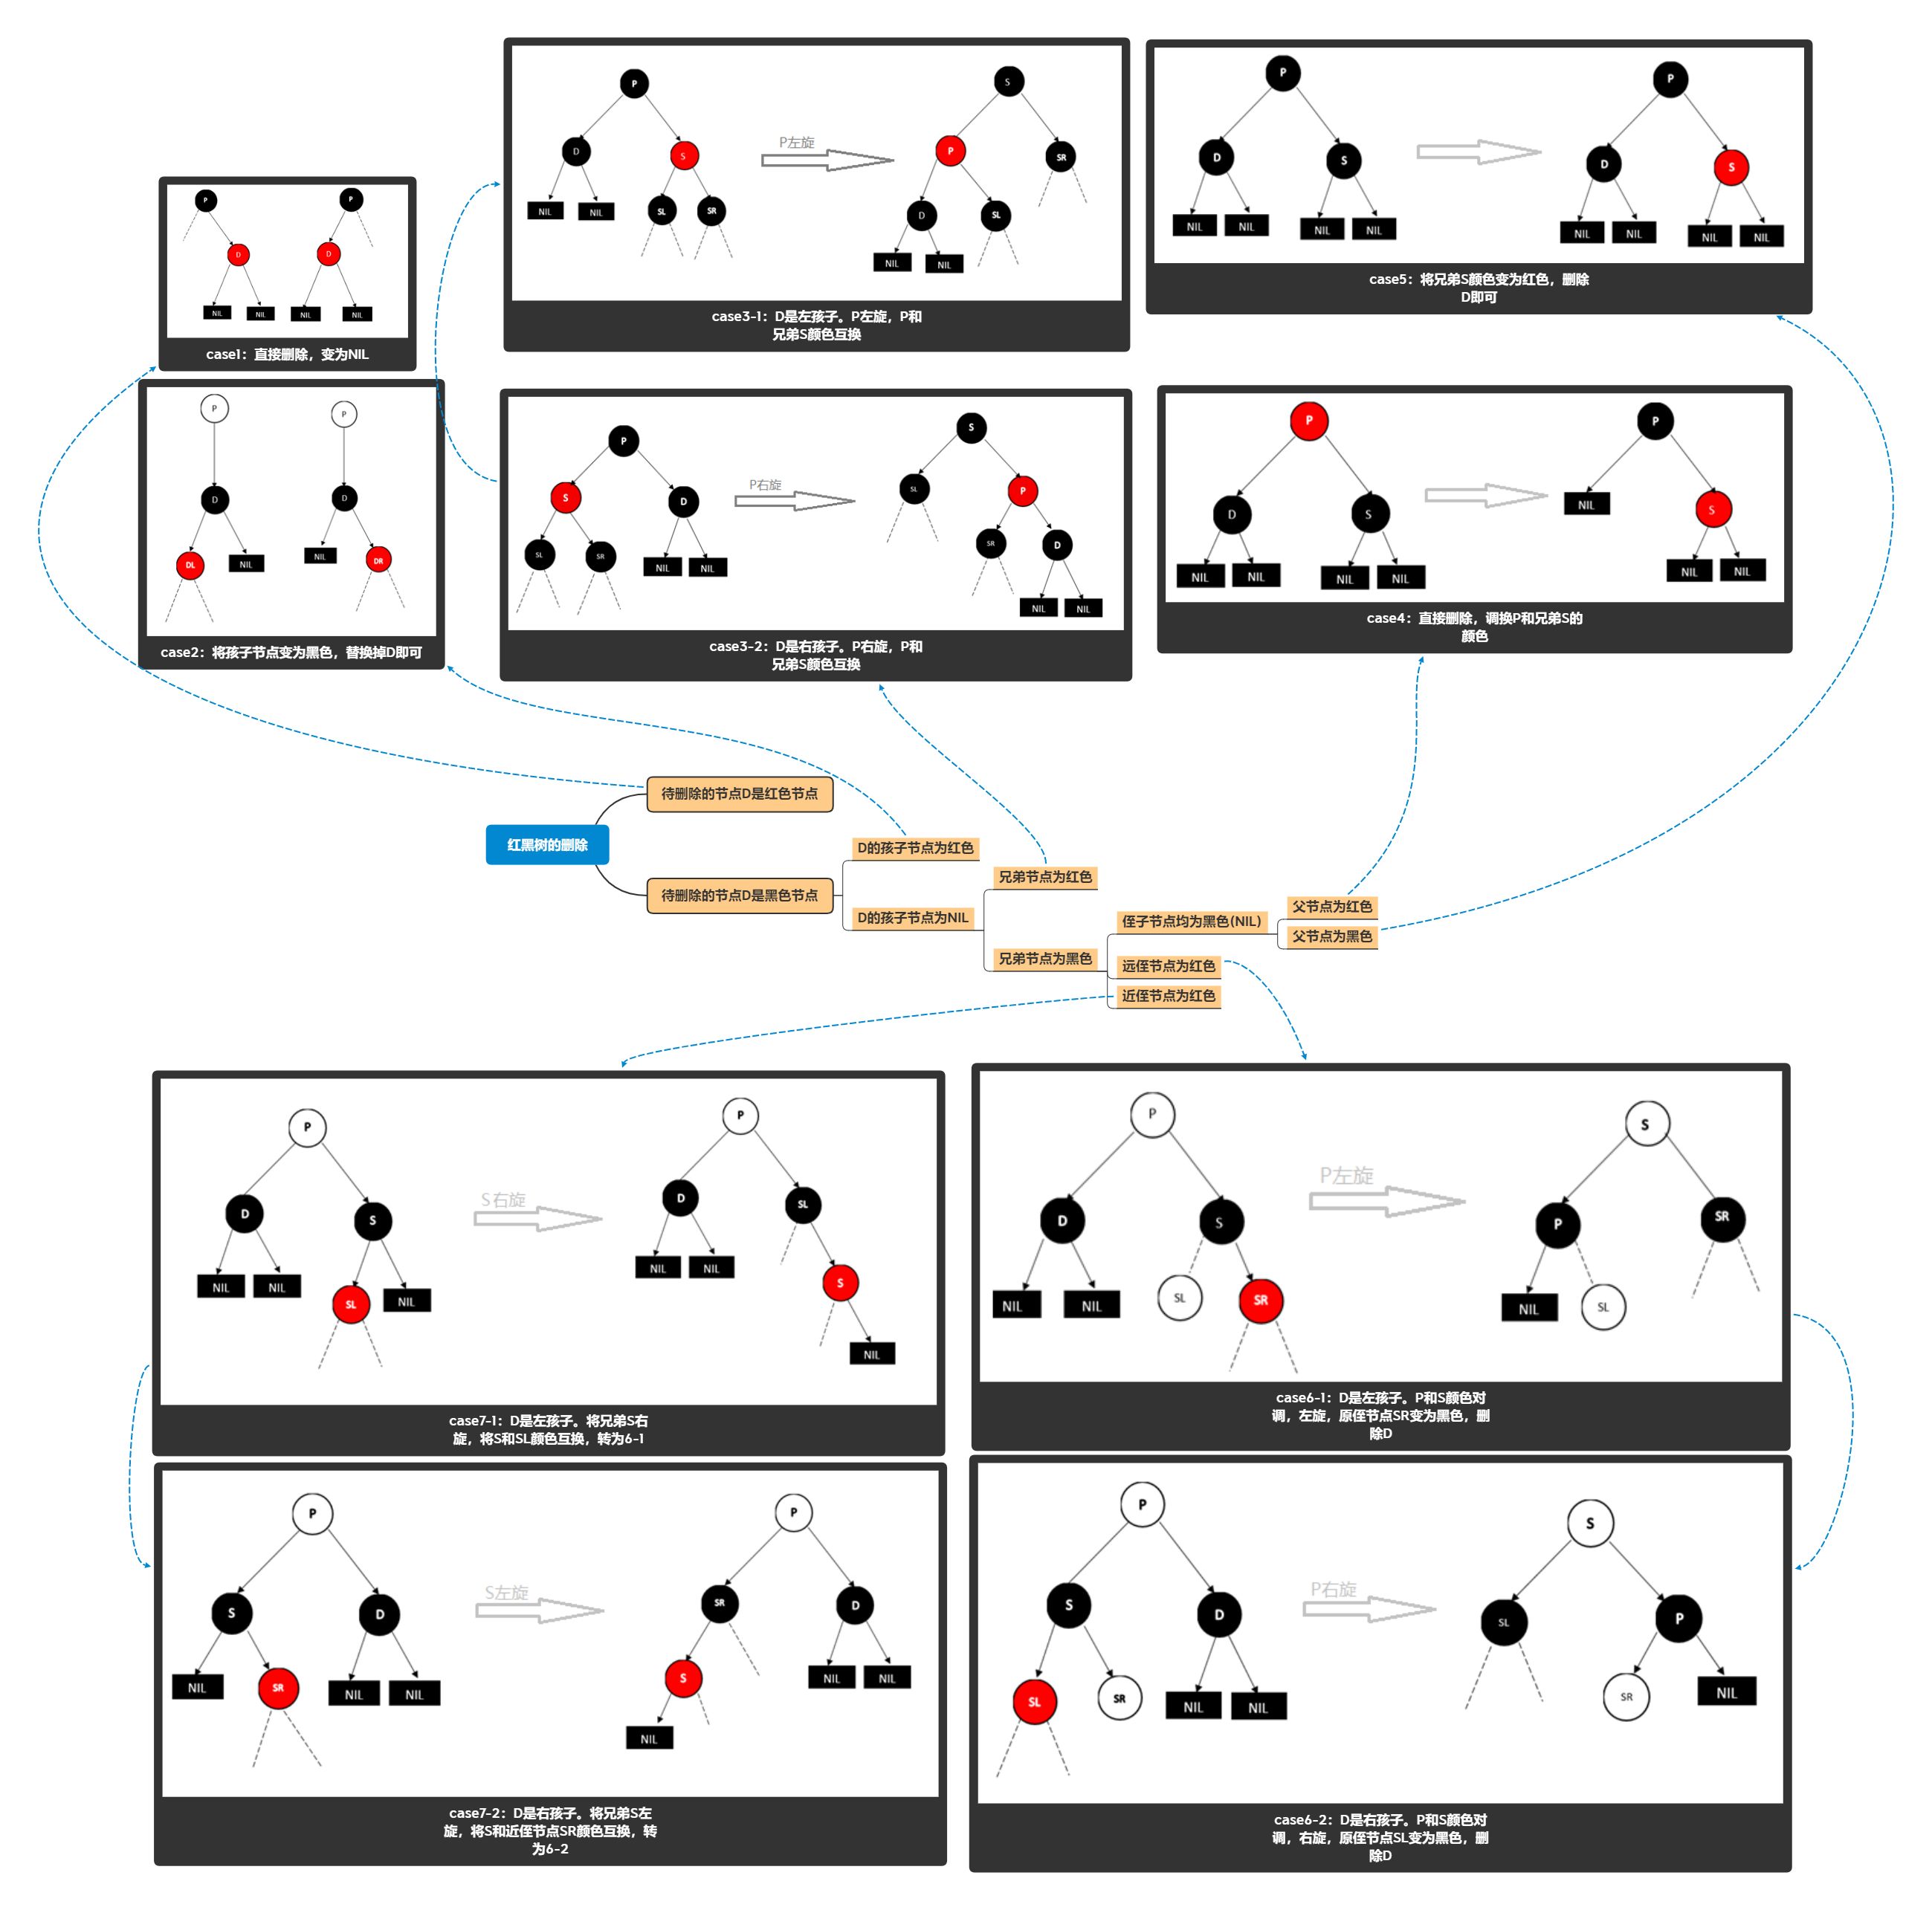 P
D
NIL
NIL
P
D
NIL
NIL
case1：直接删除，变为NIL
P
D
DL
NIL
P
D
NIL
DR
case2：将孩子节点变为黑色，替换掉D即可
P
D
S
NIL
NIL
SL
SR
P左旋
S
P
SR
D
SL
NIL
NIL
case3-1：D是左孩子。P左旋，P和
兄弟S颜色互换
P
S
D
SL
SR
NIL
NIL
P右旋
S
SL
P
SR
D
NIL
NIL
case3-2：D是右孩子。P右旋，P和
兄弟S颜色互换
P
D
S
NIL
NIL
NIL
NIL
P
D
S
NIL
NIL
NIL
NIL
case5：将兄弟S颜色变为红色，删除
D即可
P
D
S
NIL
NIL
NIL
NIL
P
NIL
S
NIL
NIL
case4：直接删除，调换P和兄弟S的
颜色
红黑树的删除
待删除的节点D是红色节点
待删除的节点D是黑色节点
D的孩子节点为红色
D的孩子节点为NIL
兄弟节点为红色
兄弟节点为黑色
侄子节点均为黑色(NIL)
父节点为红色
父节点为黑色
远侄节点为红色
近侄节点为红色
P
D
S
NIL
NIL
SL
NIL
S右旋
P
D
SL
NIL
NIL
S
NIL
case7-1：D是左孩子。将兄弟S右
旋，将S和SL颜色互换，转为6-1
P
D
S
NIL
NIL
SL
SR
P左旋
S
P
SR
NIL
SL
case6-1：D是左孩子。P和S颜色对
调，左旋，原侄节点SR变为黑色，删
除D
P
S
D
NIL
SR
NIL
NIL
S左旋
P
SR
D
S
NIL
NIL
NIL
case7-2：D是右孩子。将兄弟S左
旋，将S和近侄节点SR颜色互换，转
为6-2
P
S
D
SL
SR
NIL
NIL
P右旋
S
SL
P
SR
NIL
case6-2：D是右孩子。P和S颜色对
调，右旋，原侄节点SL变为黑色，删
除D